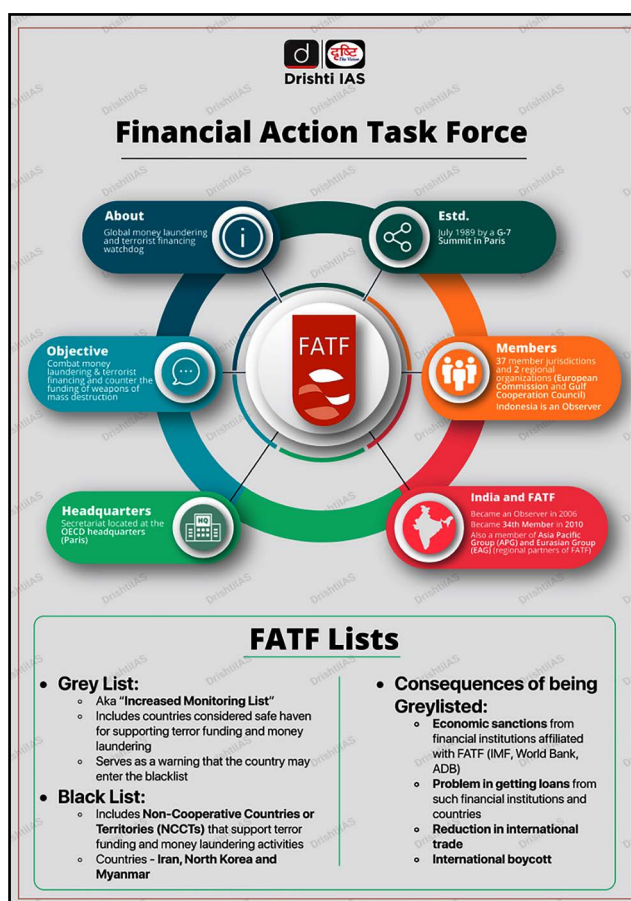 d दृष्टि
The Vision
Drishti IAS
Financial Action Task Force
About
Global money laundering
and terrorist financing
watchdog
Estd.
July 1989 by a G-7
Summit in Paris
Objective
Combat money
laundering & terrorist
financing and counter the
funding of weapons of
mass destruction
FATF
Members
37 member jurisdictions
and 2 regional
organizations (European
Commission and Gulf
Cooperation Council)
Indonesia is an Observer
Headquarters
Secretariat located at the
OECD headquarters
(Paris)
HQ
India and FATF
Became an Observer in 2006
Became 34th Member in 2010
Also a member of Asia Pacific
Group (APG) and Eurasian Group
(EAG) (regional partners of FATF)
FATF Lists
• Grey List:
◦ Aka "Increased Monitoring List"
◦ Includes countries considered safe haven
for supporting terror funding and money
laundering
◦ Serves as a warning that the country may
enter the blacklist
• Black List:
◦ Includes Non-Cooperative Countries or
Territories (NCCTs) that support terror
funding and money laundering activities
◦ Countries - Iran, North Korea and
Myanmar
• Consequences of being
Greylisted:
◦ Economic sanctions from
financial institutions affiliated
with FATF (IMF, World Bank,
ADB)
◦ Problem in getting loans from
such financial institutions and
countries
◦ Reduction in international
trade
◦ International boycott
DrishtiIAS